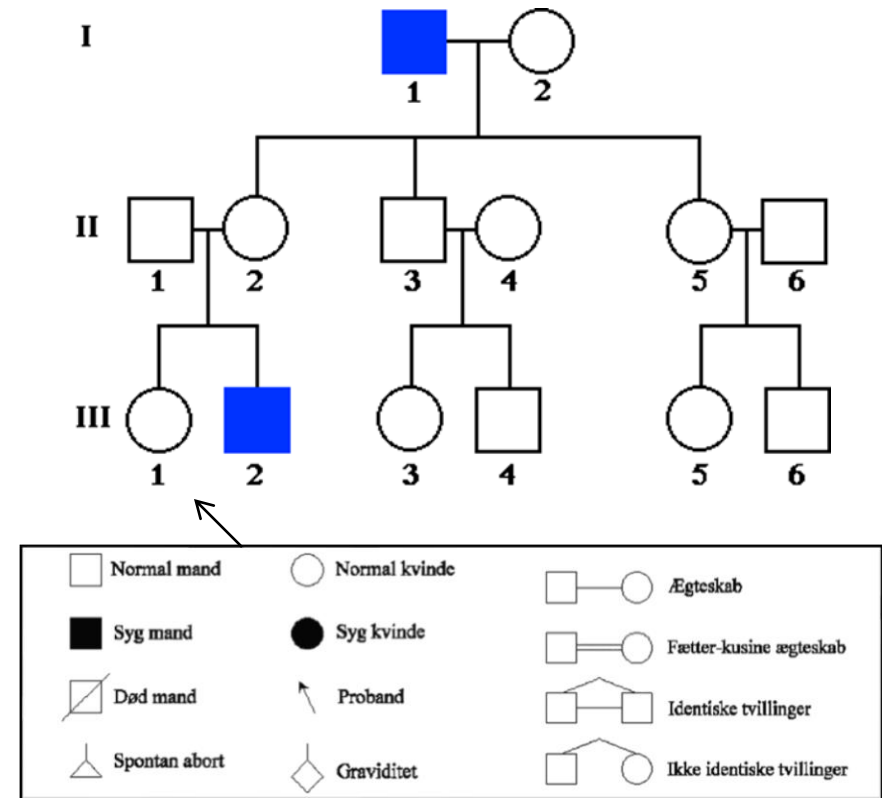 I
1 2
II
1 2 3 4 5 6
III
1 2 3 4 5 6
Normal mand Normal kvinde Ægteskab
Syg mand Syg kvinde Fætter-kusine ægteskab
Død mand Proband Identiske tvillinger
Spontan abort Graviditet Ikke identiske tvillinger